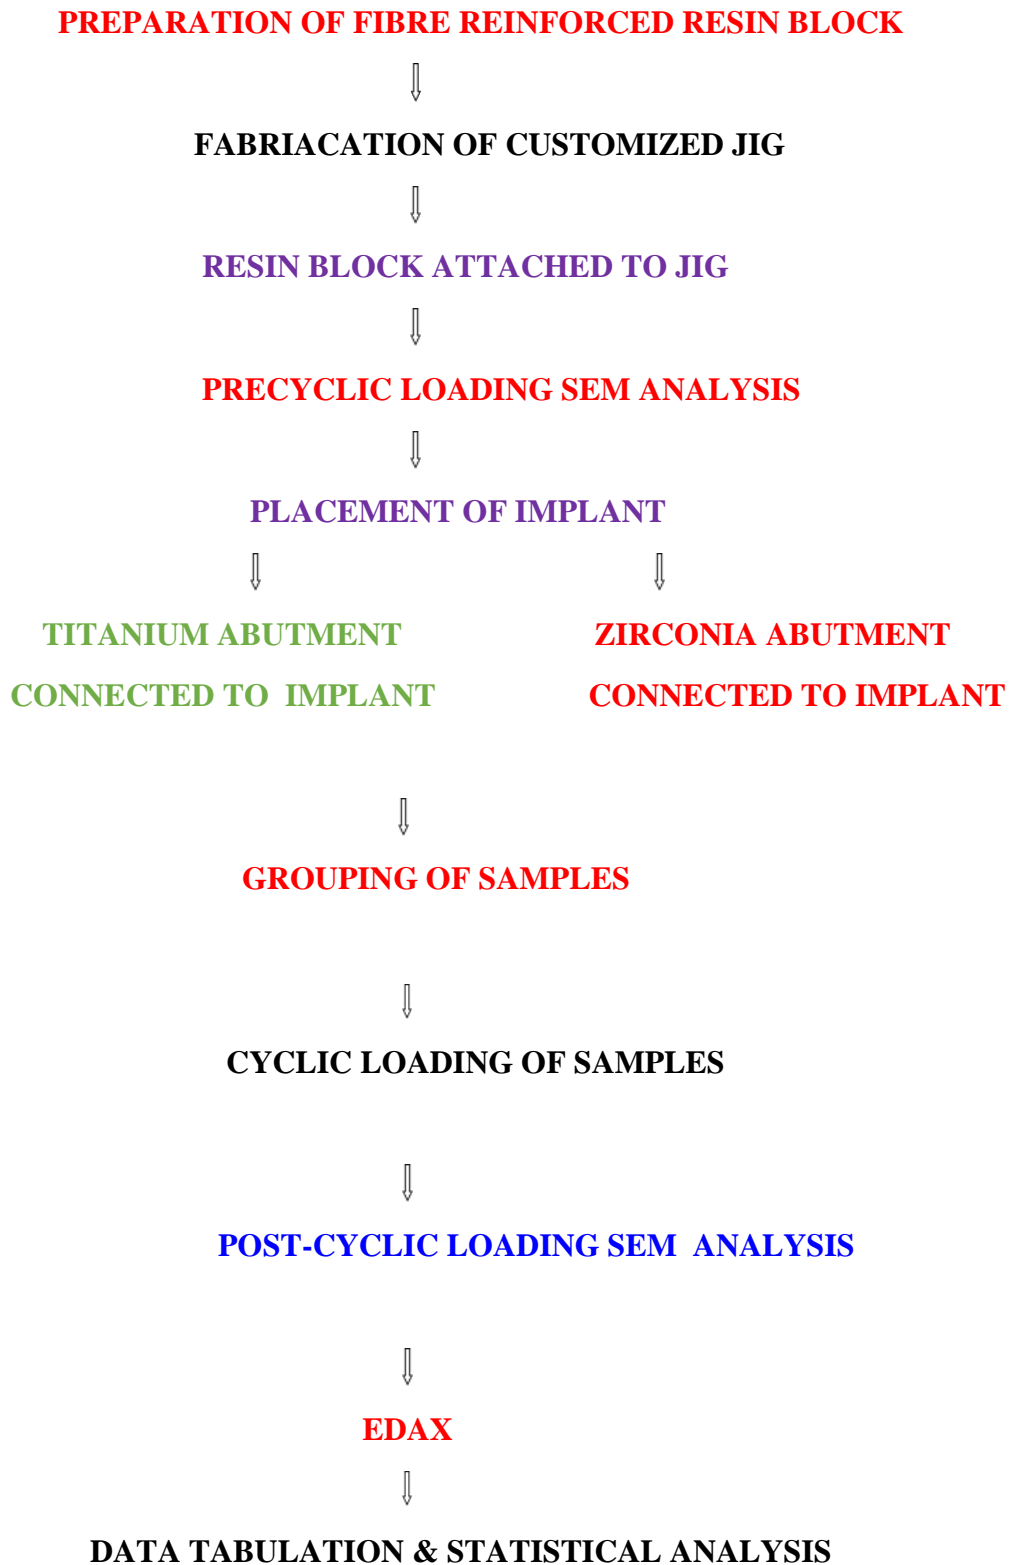 PREPARATION OF FIBRE REINFORCED RESIN BLOCK
FABRIACATION OF CUSTOMIZED JIG
RESIN BLOCK ATTACHED TO JIG
PRECYCLIC LOADING SEM ANALYSIS
PLACEMENT OF IMPLANT
TITANIUM ABUTMENT
CONNECTED TO IMPLANT
ZIRCONIA ABUTMENT
CONNECTED TO IMPLANT
GROUPING OF SAMPLES
CYCLIC LOADING OF SAMPLES
POST-CYCLIC LOADING SEM ANALYSIS
EDAX
DATA TABULATION & STATISTICAL ANALYSIS